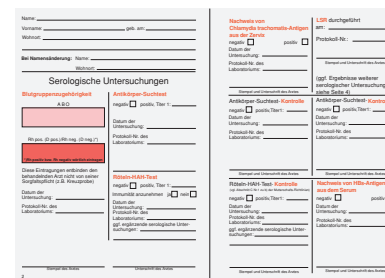 Name:
Vorname: geb. am:
Wohnort:
Bei Namensänderung: Name:
Wohnort:
Serologische Untersuchungen
Blutgruppenzugehörigkeit
A B O
Rh pos. (D pos.)/Rh neg. (D neg.)*)
Diese Eintragungen entbinden den
behandelnden Arzt nicht von seiner
Sorgfaltspflicht (z.B. Kreuzprobe)
Datum der
Untersuchung:
Protokoll-Nr. des
Laboratoriums:
Stempel des Arztes
2
Antikörper-Suchtest
negativ positiv, Titer 1:
Datum der
Untersuchung:
Protokoll-Nr. des
Laboratoriums:
Röteln-HAH-Test
negativ positiv, Titer 1:
Immunität anzunehmen ja nein
Datum der
Untersuchung:
Protokoll-Nr. des
Laboratoriums:
ggf. ergänzende serologische Unter-
suchungen:
Unterschrift des Arztes
Nachweis von
Chlamydia trachomatis-Antigen
aus der Zervix
negativ positiv
Datum der
Untersuchung:
Protokoll-Nr. des
Laboratoriums:
Stempel und Unterschrift des Arztes
Antikörper-Suchtest- Kontrolle
negativ positiv, Titer 1:
Datum der
Untersuchung:
Protokoll-Nr. des
Laboratoriums:
Stempel und Unterschrift des Arztes
Röteln-HAH-Test- Kontrolle
negativ positiv, Titer 1:
Datum der
Untersuchung:
Protokoll-Nr. des
Laboratoriums:
ggf. ergänzende serologische Unter-
suchungen:
Stempel und Unterschrift des Arztes
LSR durchgeführt
am:
Protokoll-Nr.:
Stempel und Unterschrift des Arztes
(ggf. Ergebnisse weiterer
serologischer Untersuchung
siehe Seite 4)
Antikörper-Suchtest- Kontro
negativ positiv, Titer 1:
Datum der
Untersuchung:
Protokoll-Nr. des
Laboratoriums:
Stempel und Unterschrift des Arztes
Nachweis von HBs-Antigen
aus dem Serum
negativ positiv
Datum der
Untersuchung:
Protokoll-Nr. des
Laboratoriums:
Stempel und Unterschrift des Arztes